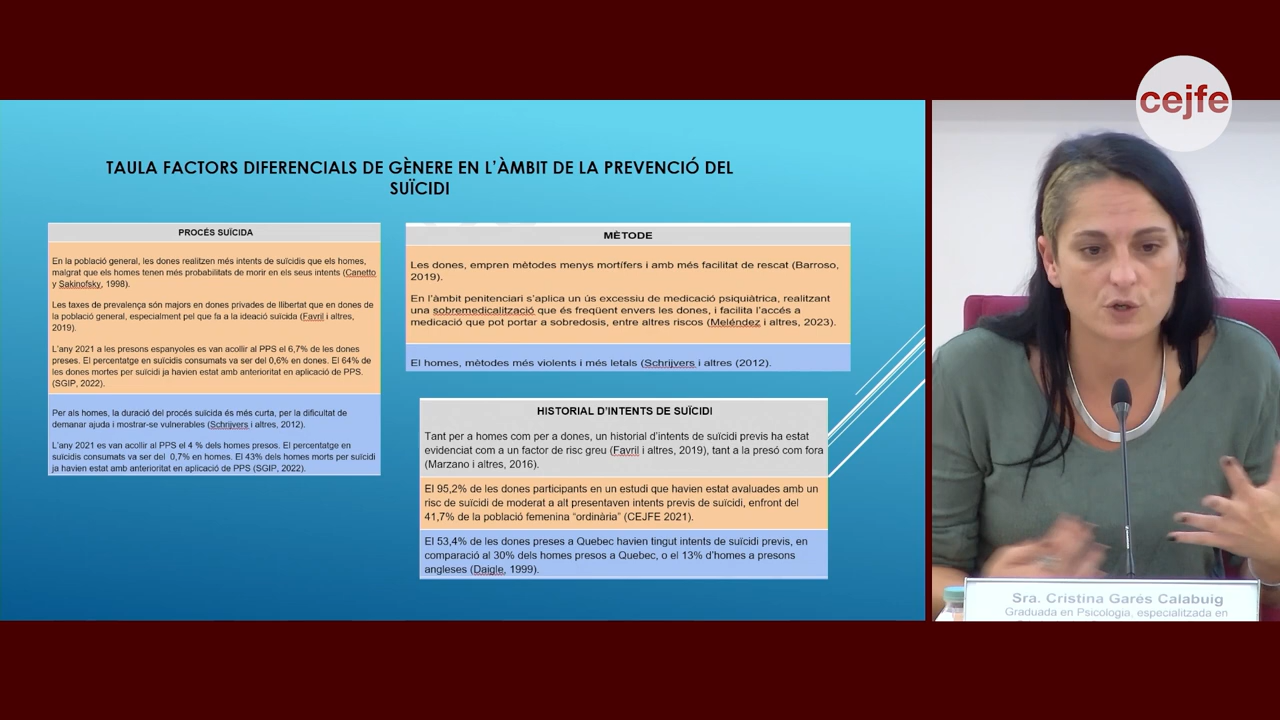 cejfe
TAULA FACTORS DIFERENCIALS DE GÈNERE EN L'ÀMBIT DE LA PREVENCIÓ DEL
SUÏCIDI
PROCÉS SUÏCIDA
En la població general, les dones realitzen més intents de suïcidis que els homes,
malgrat que els homes tenen més probabilitats de morir en els seus intents (Canetto
y Sakinofsky, 1998).
Les taxes de prevalença són majors en dones privades de llibertat que en dones de
la població general, especialment pel que fa a la ideació suïcida (Favril i altres,
2019).
L'any 2021 a les presons espanyoles es van acollir al PPS el 6,7% de les dones
preses. El percentatge en suïcidis consumats va ser del 0,6% en dones. El 64% de
les dones mortes per suïcidi ja havien estat amb anterioritat en aplicació de PPS.
(SGIP, 2022).
Per als homes, la duració del procés suïcida és més curta, per la dificultat de
demanar ajuda i mostrar-se vulnerables (Schrijvers i altres, 2012).
L'any 2021 es van acollir al PPS el 4 % dels homes presos. El percentatge en
suïcidis consumats va ser del 0,7% en homes. El 43% dels homes morts per suïcidi
ja havien estat amb anterioritat en aplicació de PPS (SGIP, 2022).
MÈTODE
Les dones, empren mètodes menys mortífers i amb més facilitat de rescat (Barroso,
2019).
En l'àmbit penitenciari s'aplica un ús excessiu de medicació psiquiàtrica, realitzant
una sobremedicalització que és freqüent envers les dones, i facilita l'accés a
medicació que pot portar a sobredosis, entre altres riscos (Meléndez i altres, 2023).
El homes, mètodes més violents i més letals (Schrijvers i altres (2012).
HISTORIAL D'INTENTS DE SUÏCIDI
Tant per a homes com per a dones, un historial d'intents de suïcidi previs ha estat
evidenciat com a un factor de risc greu (Favril i altres, 2019), tant a la presó com fora
(Marzano i altres, 2016).
El 95,2% de les dones participants en un estudi que havien estat avaluades amb un
risc de suïcidi de moderat a alt presentaven intents previs de suïcidi, enfront del
41,7% de la població femenina “ordinària” (CEJFE 2021).
El 53,4% de les dones preses a Quebec havien tingut intents de suïcidi previs, en
comparació al 30% dels homes presos a Quebec, o el 13% d'homes a presons
angleses (Daigle, 1999).
Sra. Cristina Garés Calabuig
Graduada en Psicologia, especialitzada en